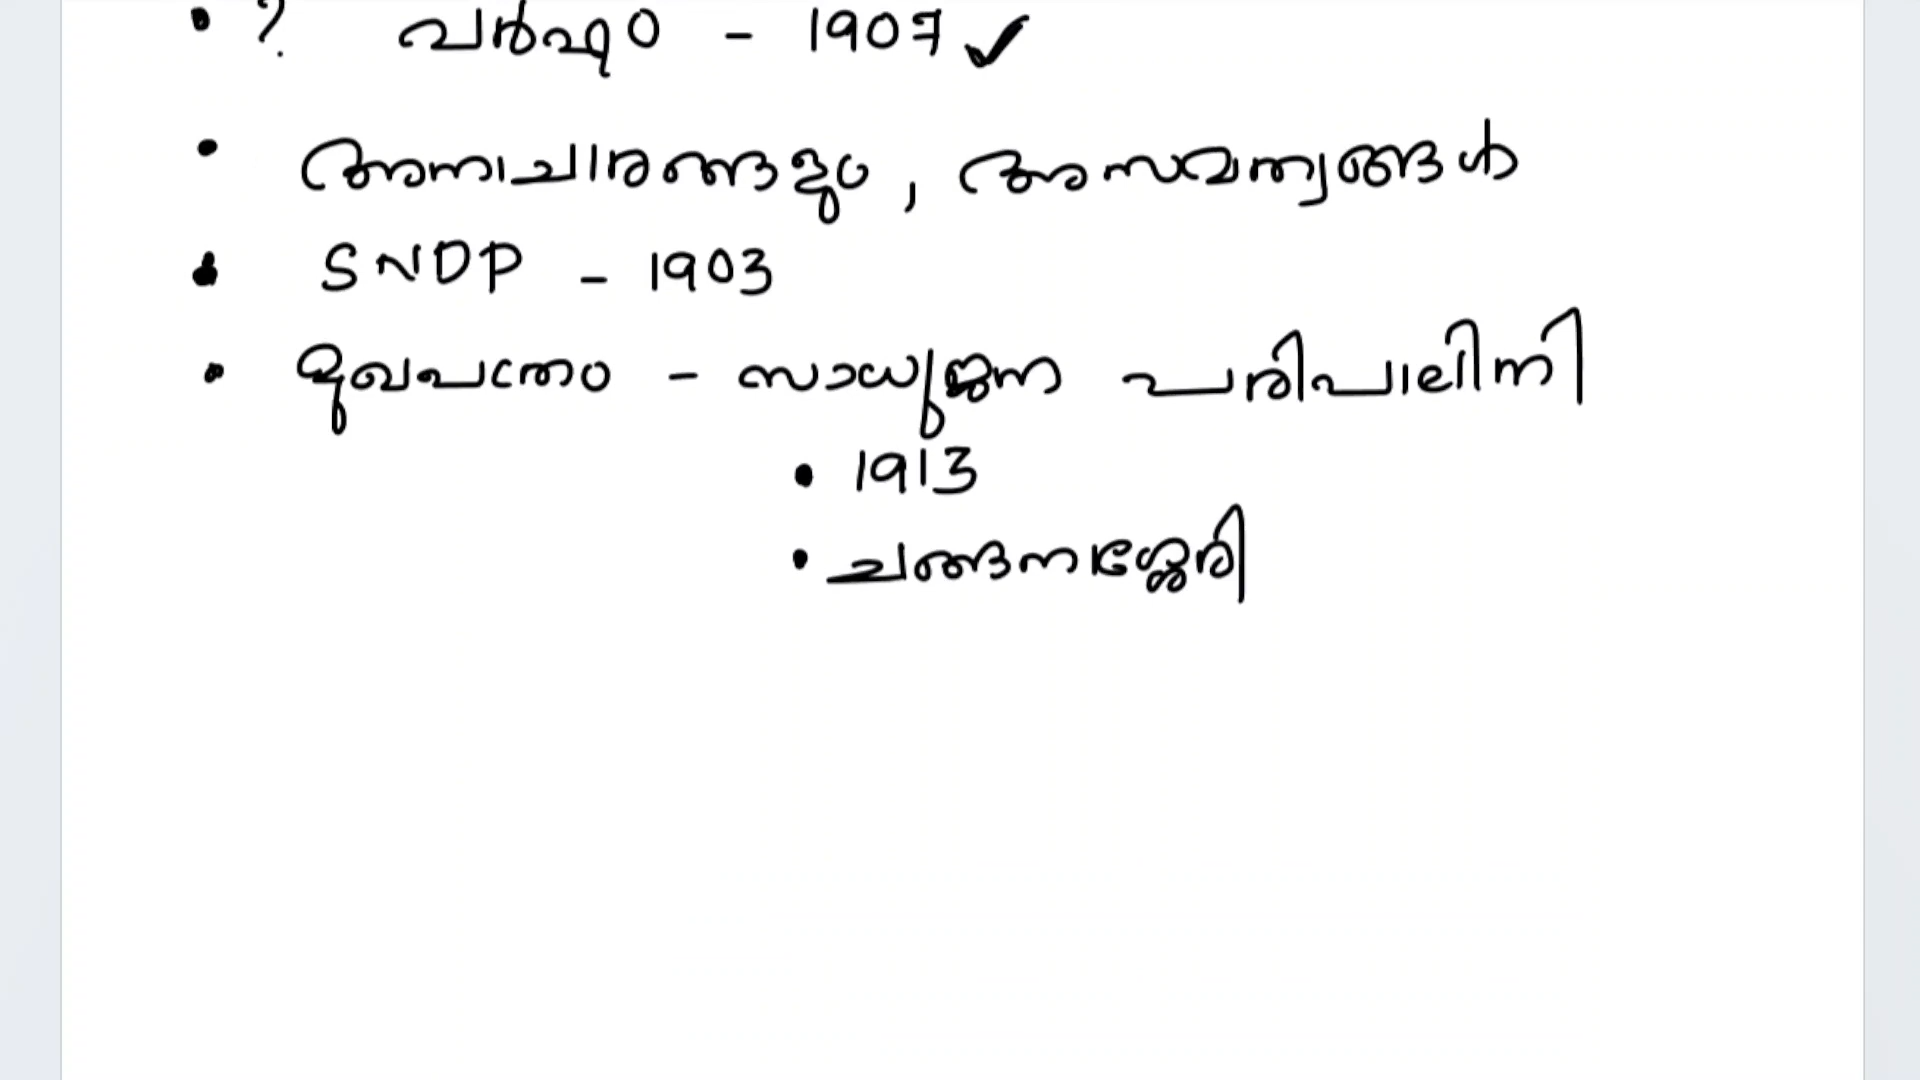 • ? വർഷം - 1907 ✓
• അനാചാരങ്ങളും, അസമത്വങ്ങൾ
• SNDP - 1903
• മുഖപത്രം - സാധുജന പരിപാലിനി
• 1913
• ചങ്ങനാശ്ശേരി